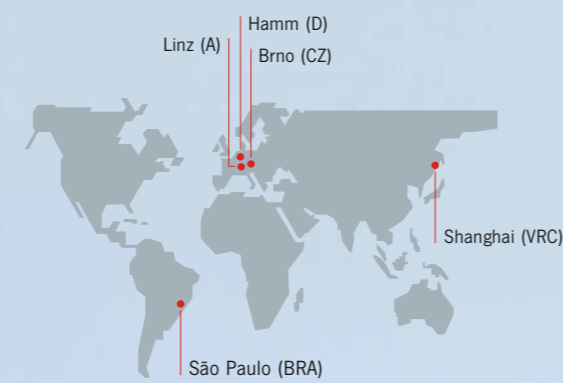 Hamm (D)
Linz (A)
Brno (CZ)
Shanghai (VRC)
São Paulo (BRA)